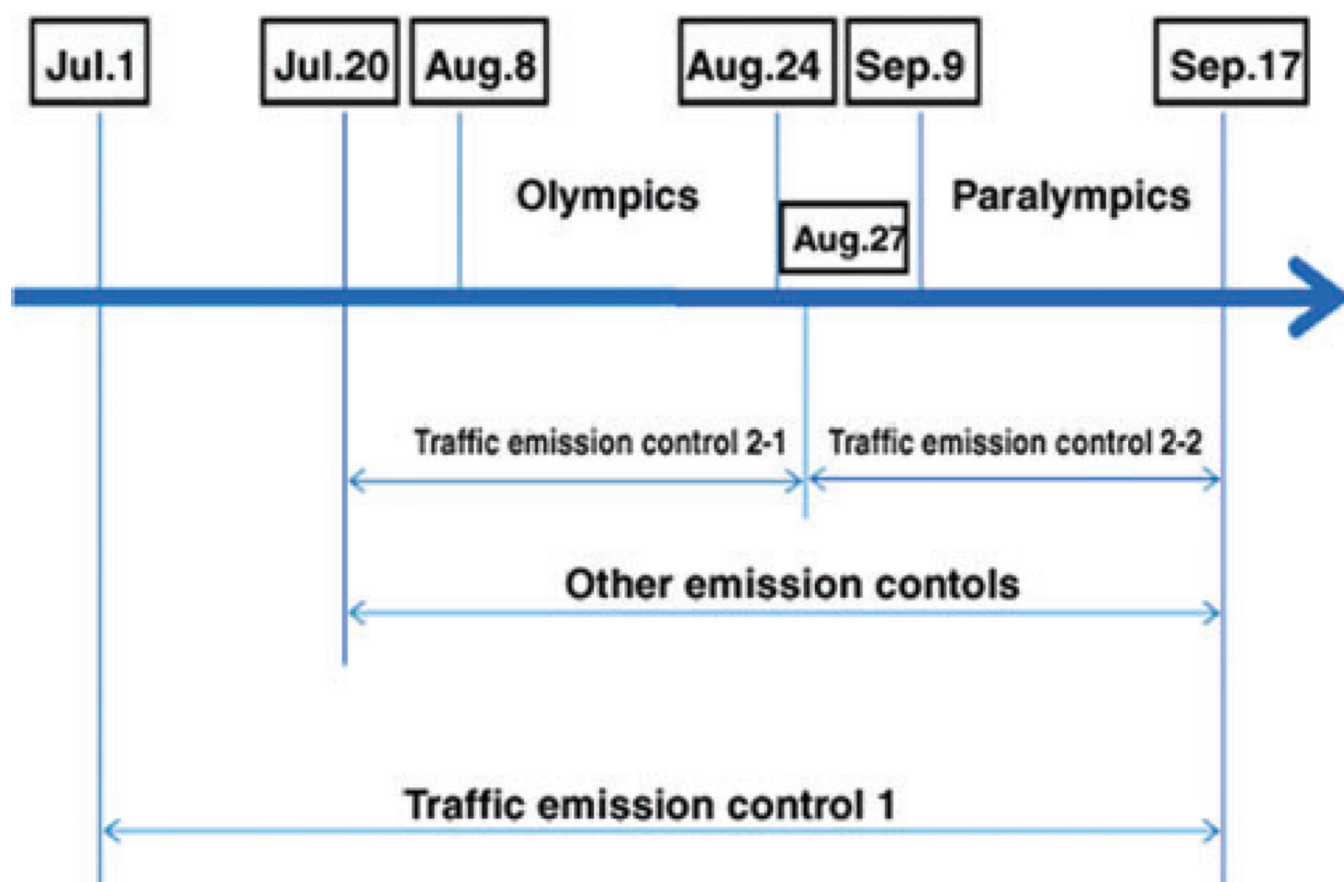 Jul.1
Jul.20
Aug.8
Aug.24
Sep.9
Sep.17
Olympics
Paralympics
Aug.27
Traffic emission control 2-1
Traffic emission control 2-2
Other emission contols
Traffic emission control 1